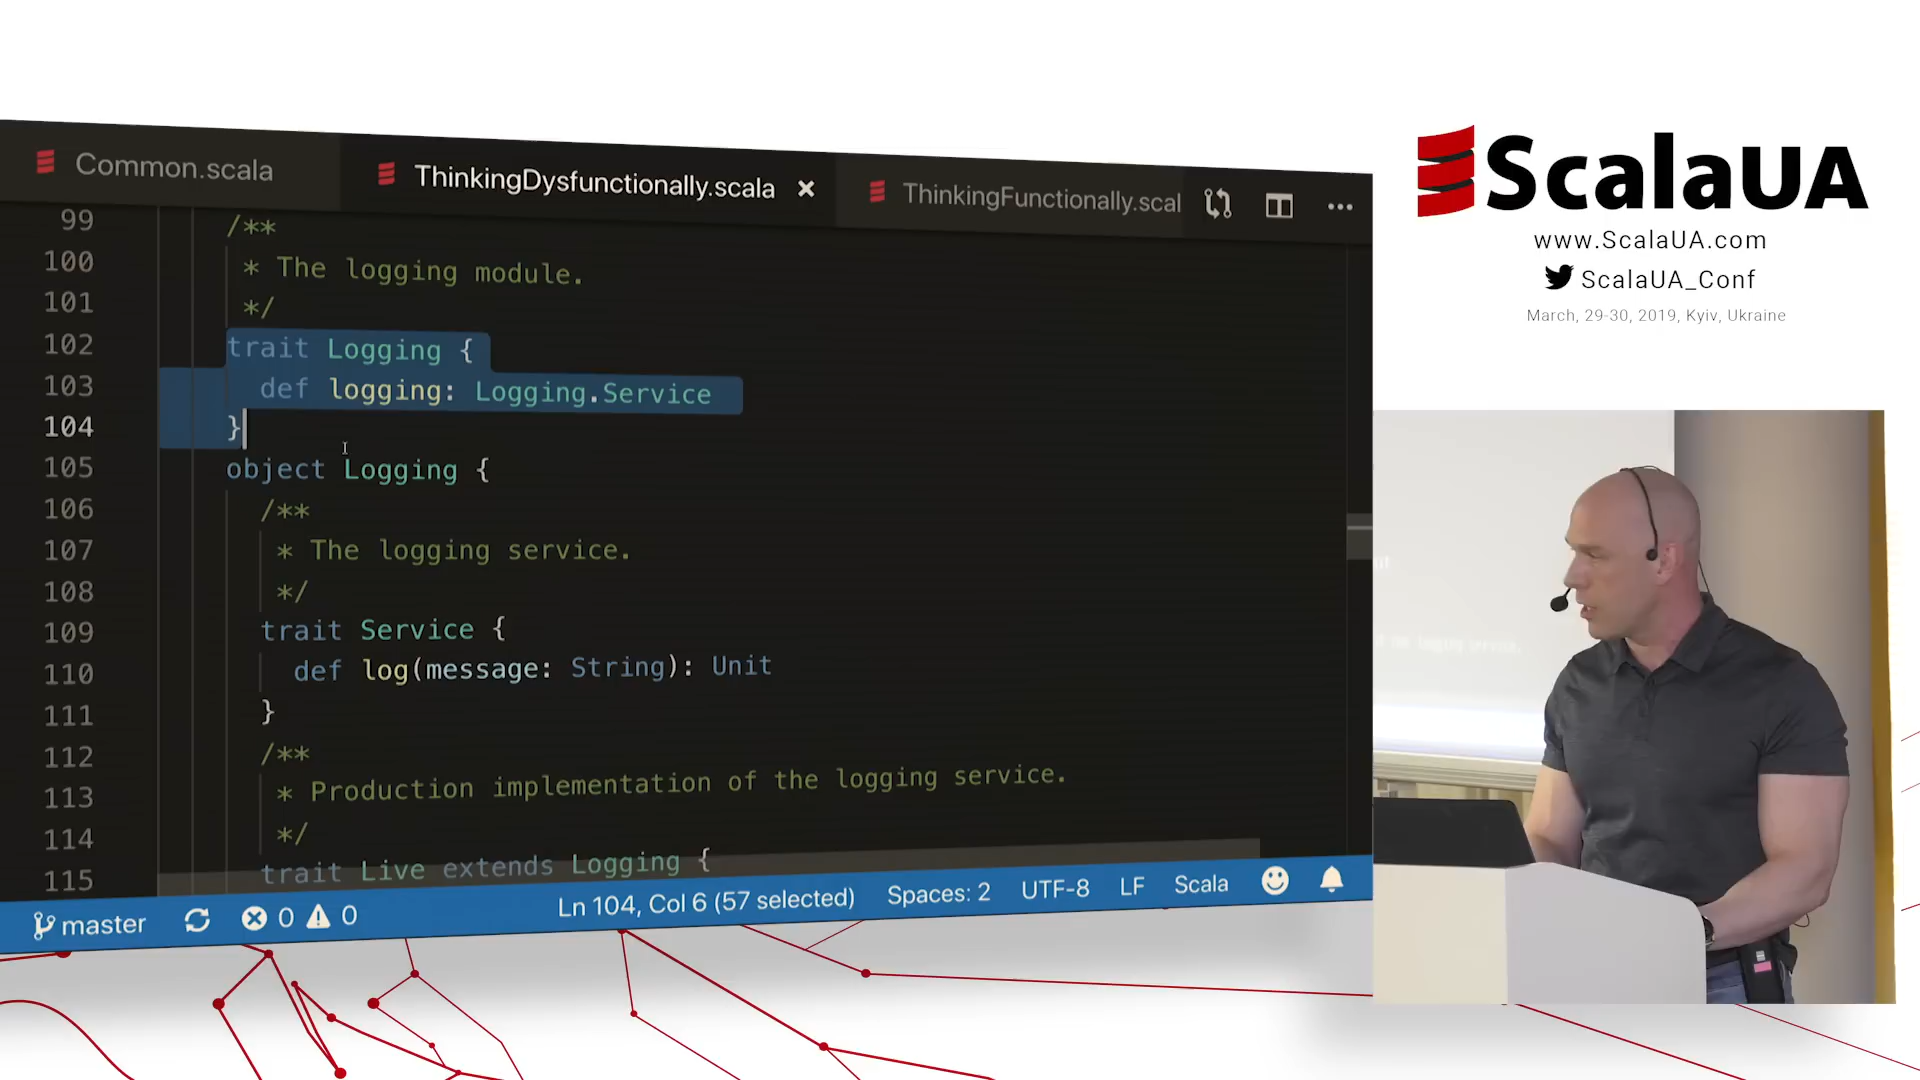 Common.scala
ThinkingDysfunctionally.scala
ThinkingFunctionally.scal
99 /**
100 * The logging module.
101 */
102 trait Logging {
103 def logging: Logging.Service
104 }
105 object Logging {
106 /**
107 * The logging service.
108 */
109 trait Service {
110 def log(message: String): Unit
111 }
112 /**
113 * Production implementation of the logging service.
114 */
115 trait Live extends Logging {
master 0 0 Ln 104, Col 6 (57 selected) Spaces: 2 UTF-8 LF Scala
ScalaUA
www.ScalaUA.com
ScalaUA_Conf
March, 29-30, 2019, Kyiv, Ukraine